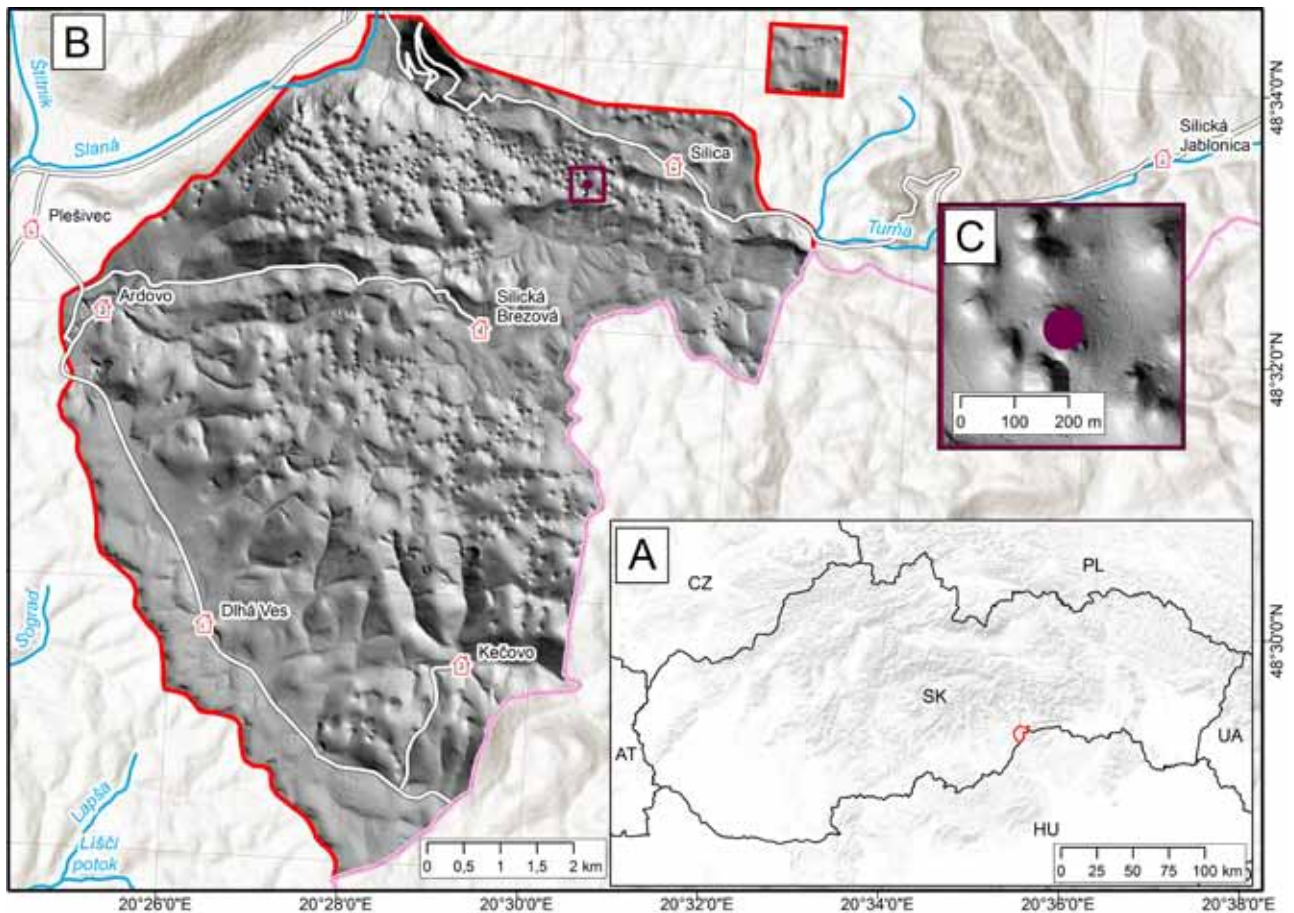 B
Štítnik
Slaná
Plešivec
Ardovo
Silica
Silická
Brezová
Silická
Jablonica
Turňa
C
0 100 200 m
Dlhá Ves
Kečovo
Lapša
Líščí
potok
0 0,5 1 1,5 2 km
A
CZ
PL
SK
AT
UA
HU
0 25 50 75 100 km
48°34'0"N
48°32'0"N
48°30'0"N
20°26'0"E
20°28'0"E
20°30'0"E
20°32'0"E
20°34'0"E
20°36'0"E
20°38'0"E